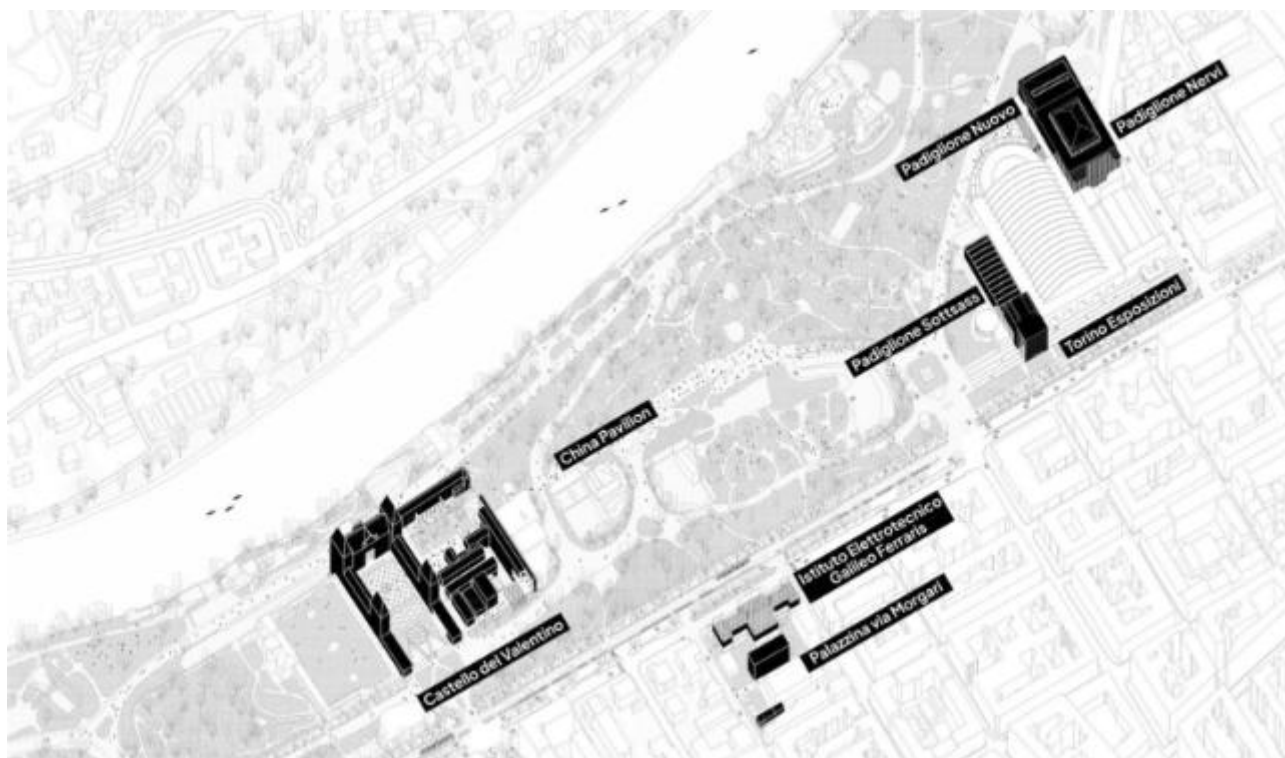 Padiglione Nuovo
Padiglione Nervi
Padiglione Sottsass
Torino Esposizioni
China Pavilion
Istituto Elettrotecnico
Galileo Ferraris
Palazzina via Morgari
Castello del Valentino